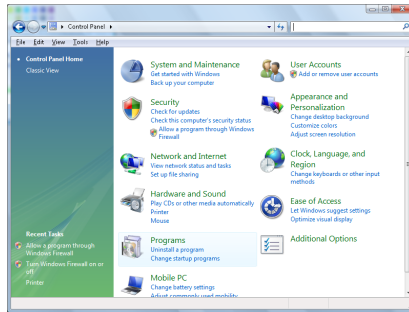 Control Panel
File Edit View Tools Help
Control Panel Home
Classic View
Recent Tasks
Allow a program through
Windows Firewall
Turn Windows Firewall on or
off
Printer
System and Maintenance
Get started with Windows
Back up your computer
Security
Check for updates
Check this computer's security status
Allow a program through Windows
Firewall
Network and Internet
View network status and tasks
Set up file sharing
Hardware and Sound
Play CDs or other media automatically
Printer
Mouse
Programs
Uninstall a program
Change startup programs
Mobile PC
Change battery settings
Adjust commonly used mobility
User Accounts
Add or remove user accounts
Appearance and
Personalization
Change desktop background
Customize colors
Adjust screen resolution
Clock, Language, and
Region
Change keyboards or other input
methods
Ease of Access
Let Windows suggest settings
Optimize visual display
Additional Options